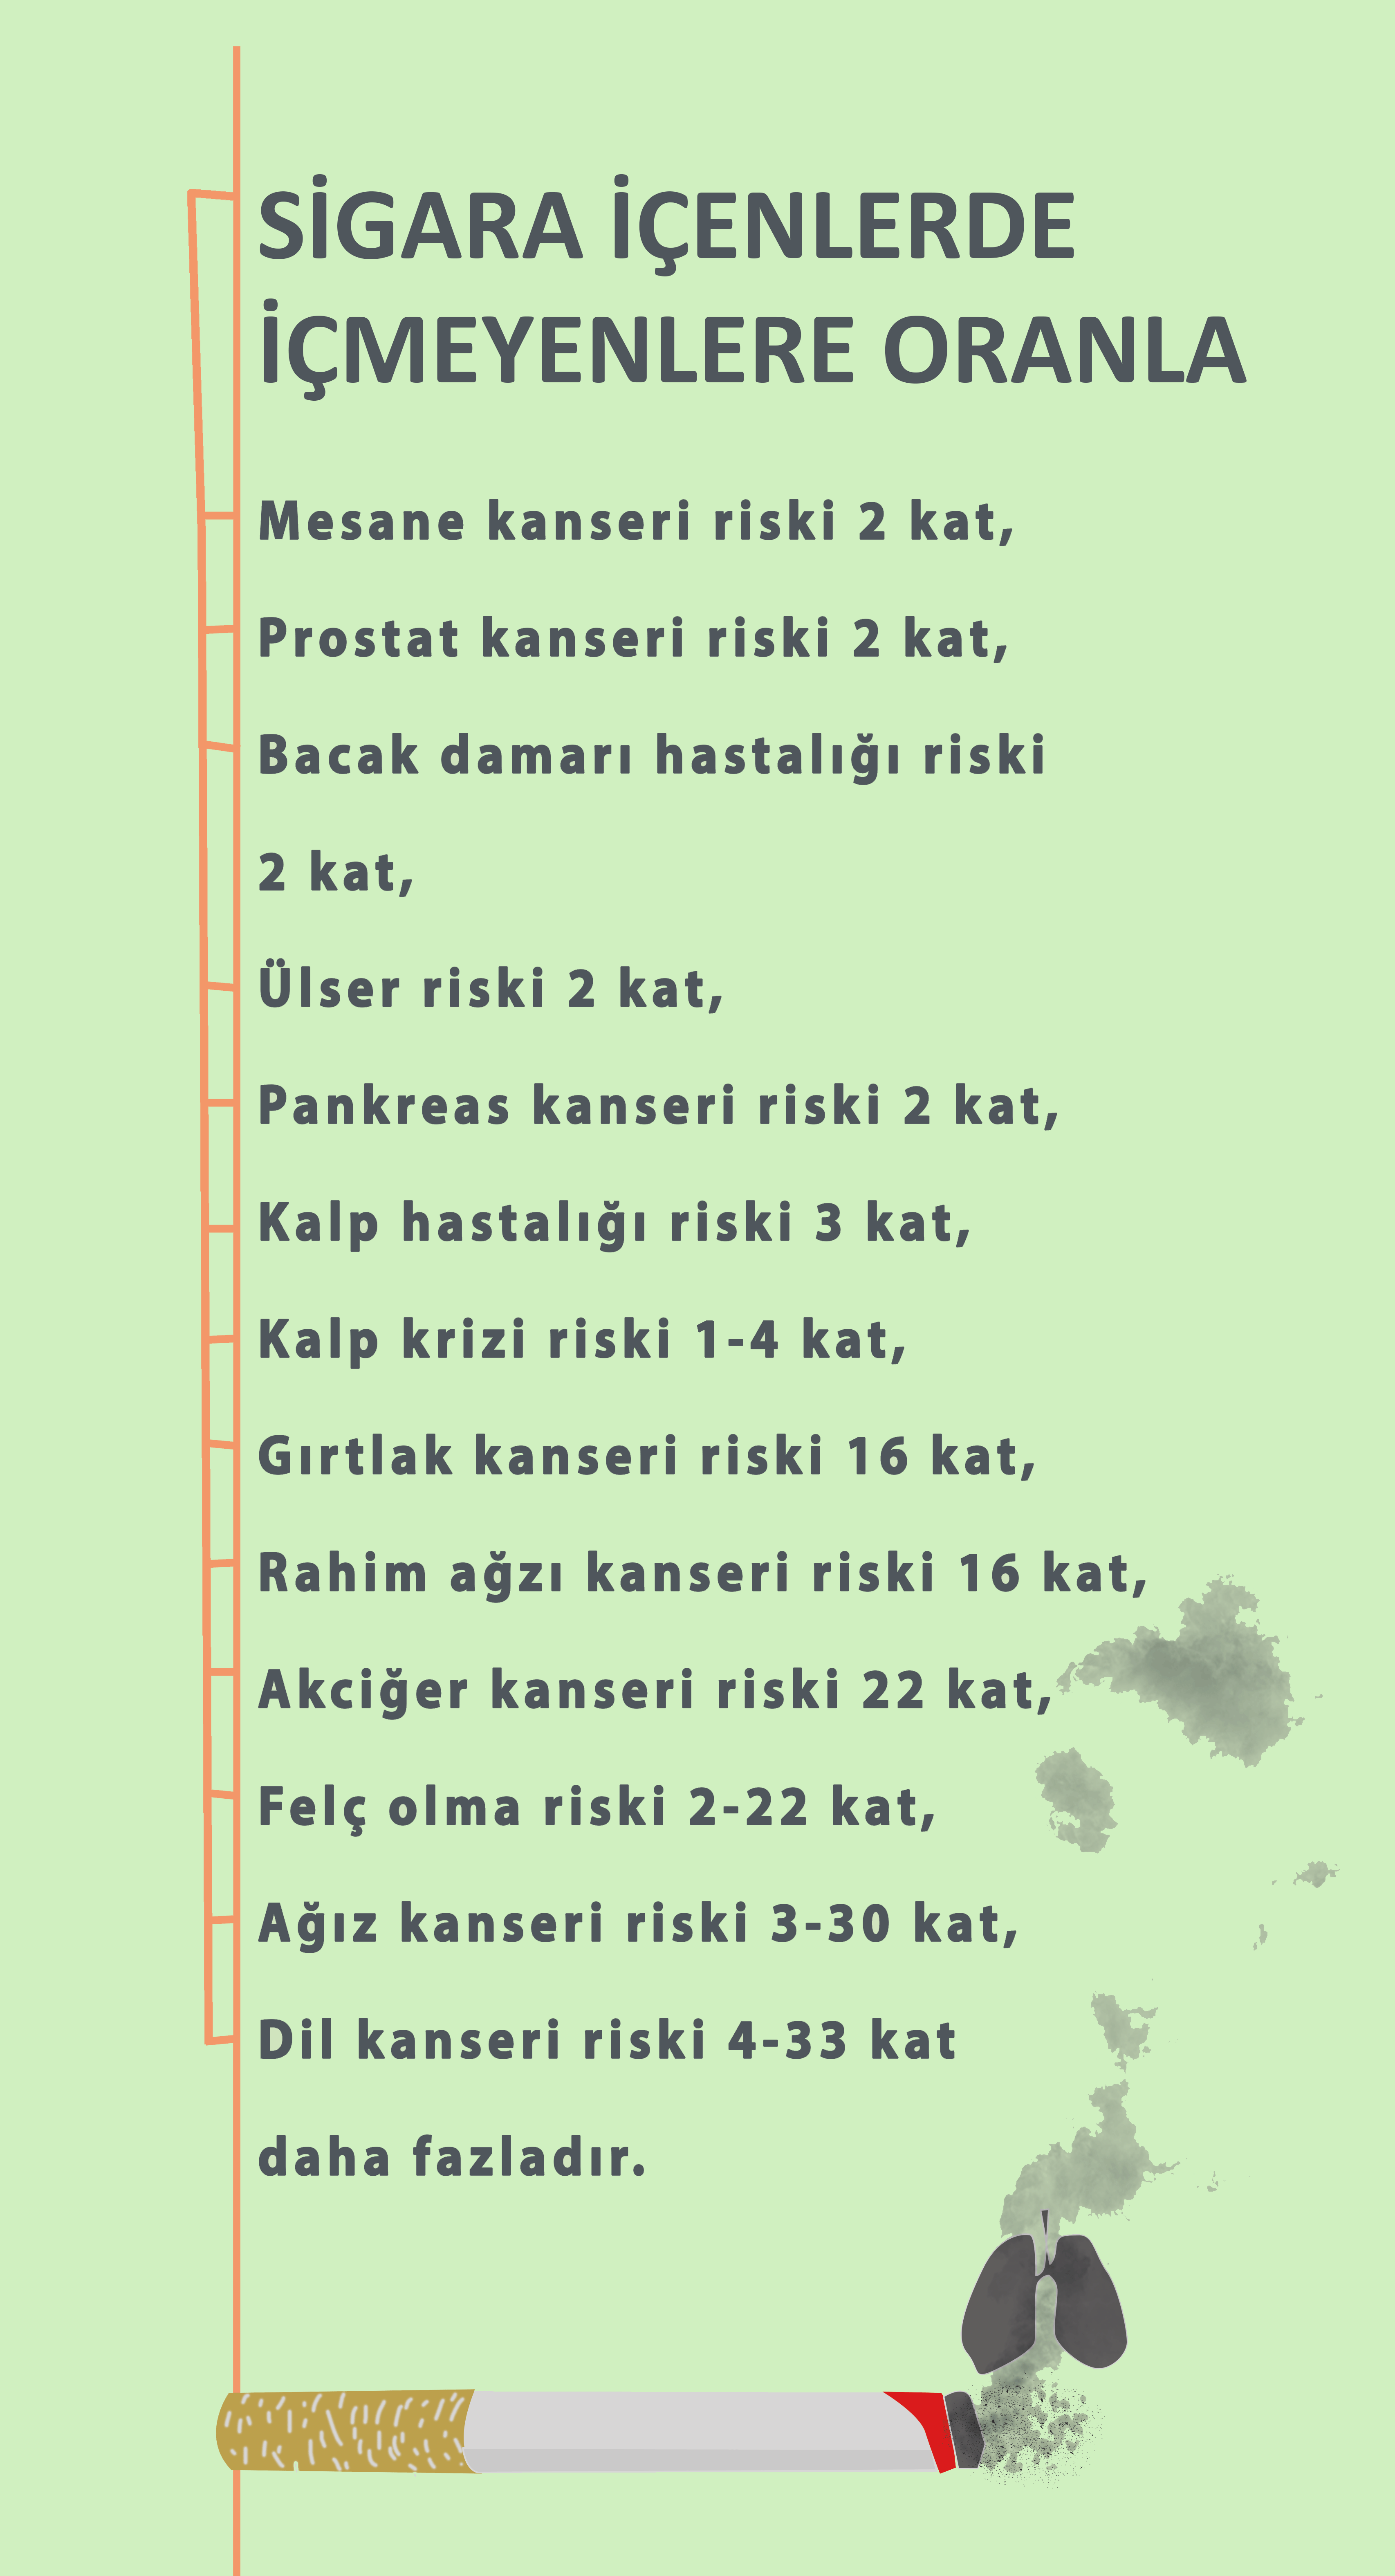 SİGARA İÇENLERDE
İÇMEYENLERE ORANLA
Mesane kanseri riski 2 kat,
Prostat kanseri riski 2 kat,
Bacak damarı hastalığı riski
2 kat,
Ülser riski 2 kat,
Pankreas kanseri riski 2 kat,
Kalp hastalığı riski 3 kat,
Kalp krizi riski 1-4 kat,
Gırtlak kanseri riski 16 kat,
Rahim ağzı kanseri riski 16 kat,
Akciğer kanseri riski 22 kat,
Felç olma riski 2-22 kat,
Ağız kanseri riski 3-30 kat,
Dil kanseri riski 4-33 kat
daha fazladır.